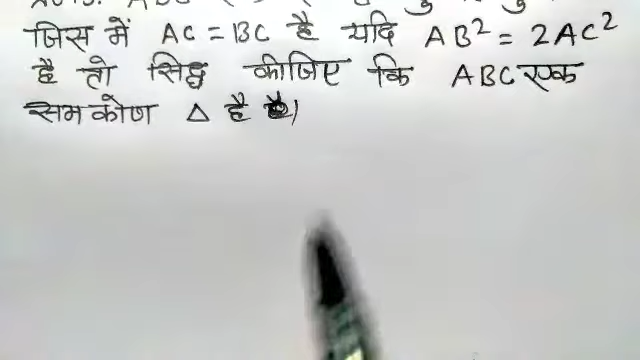 जिस में AC = BC है यदि AB² = 2AC²
है तो सिद्ध कीजिए कि ABC एक
समकोण △ है।